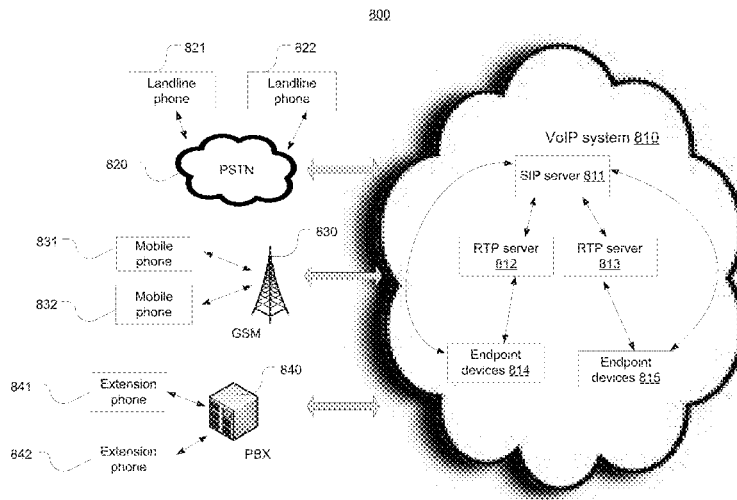 800
821
822
Landline
phone
Landline
phone
820
PSTN
VoIP system 810
SIP server 811
831
Mobile
phone
830
832
Mobile
phone
GSM
RTP server
812
RTP server
813
841
Extension
phone
840
842
Extension
phone
PBX
Endpoint
devices 814
Endpoint
devices 815